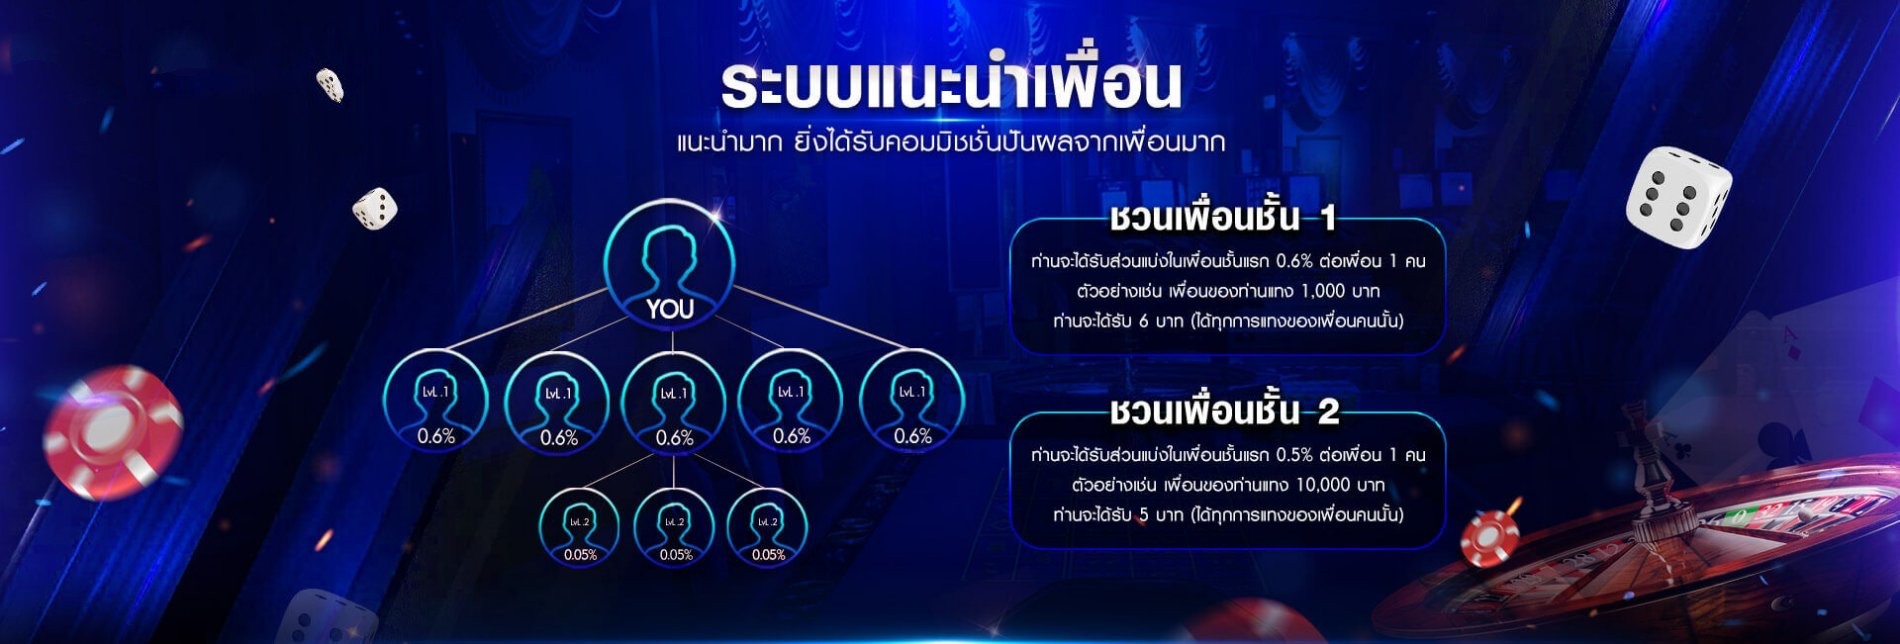 ระบบแนะนำเพื่อน
แนะนำมาก ยิ่งได้รับคอมมิชชั่นปันผลจากเพื่อนมาก
YOU
LvL .1
0.6%
LvL .1
0.6%
LvL .1
0.6%
LvL .1
0.6%
LvL .1
0.6%
LvL .2
0.05%
LvL .2
0.05%
LvL .2
0.05%
ชวนเพื่อนชั้น 1
ท่านจะได้รับส่วนแบ่งในเพื่อนชั้นแรก 0.6% ต่อเพื่อน 1 คน
ตัวอย่างเช่น เพื่อนของท่านแทง 1,000 บาท
ท่านจะได้รับ 6 บาท (ได้ทุกการแทงของเพื่อนคนนั้น)
ชวนเพื่อนชั้น 2
ท่านจะได้รับส่วนแบ่งในเพื่อนชั้นแรก 0.5% ต่อเพื่อน 1 คน
ตัวอย่างเช่น เพื่อนของท่านแทง 10,000 บาท
ท่านจะได้รับ 5 บาท (ได้ทุกการแทงของเพื่อนคนนั้น)
A
0
28
12